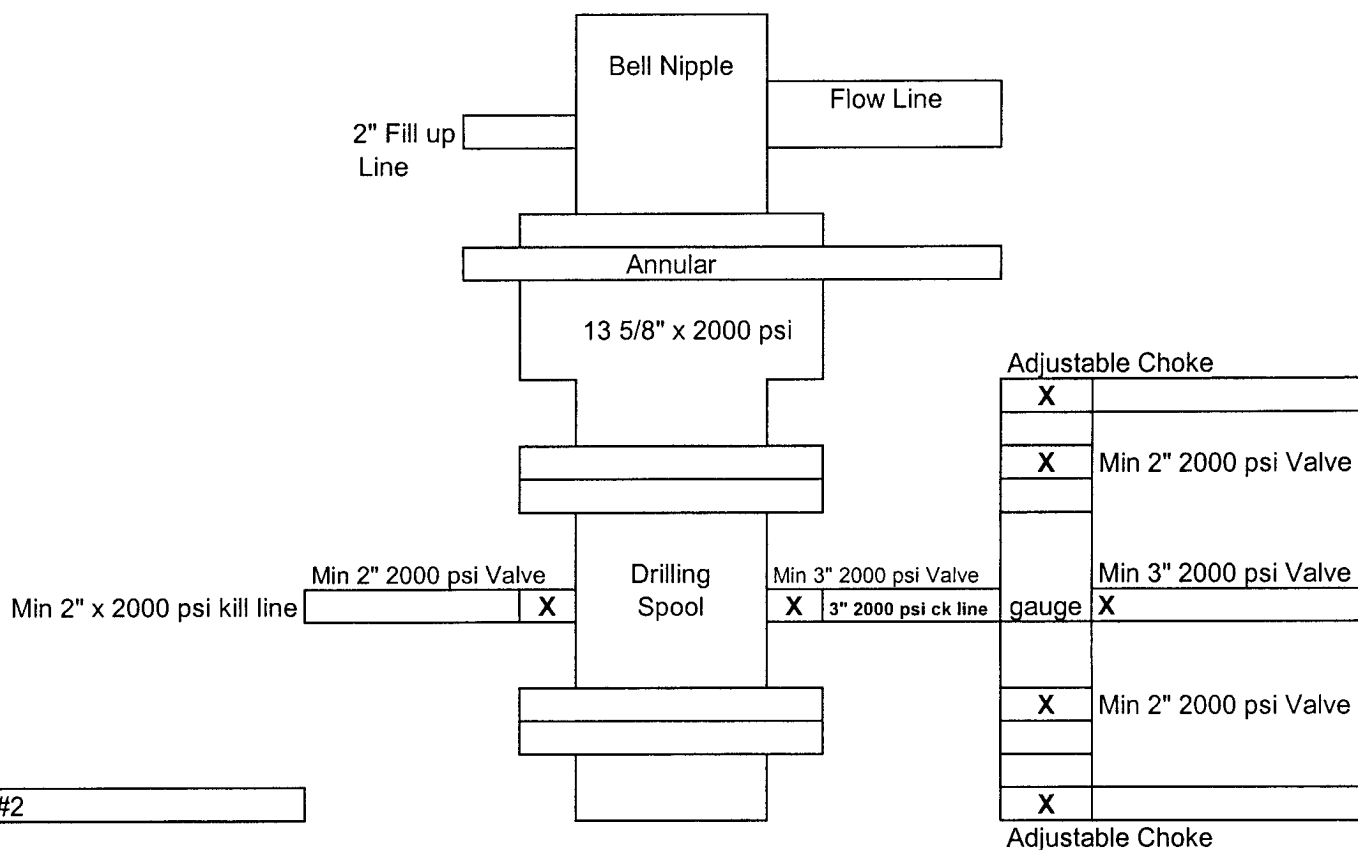 Bell Nipple
Flow Line
2" Fill up
Line
Annular
13 5/8" x 2000 psi
Adjustable Choke
X
X Min 2" 2000 psi Valve
Min 2" 2000 psi Valve
Drilling
Spool
Min 3" 2000 psi Valve
Min 3" 2000 psi Valve
Min 2" x 2000 psi kill line
X
X
3" 2000 psi ck line
gauge
X
X Min 2" 2000 psi Valve
#2
X
Adjustable Choke